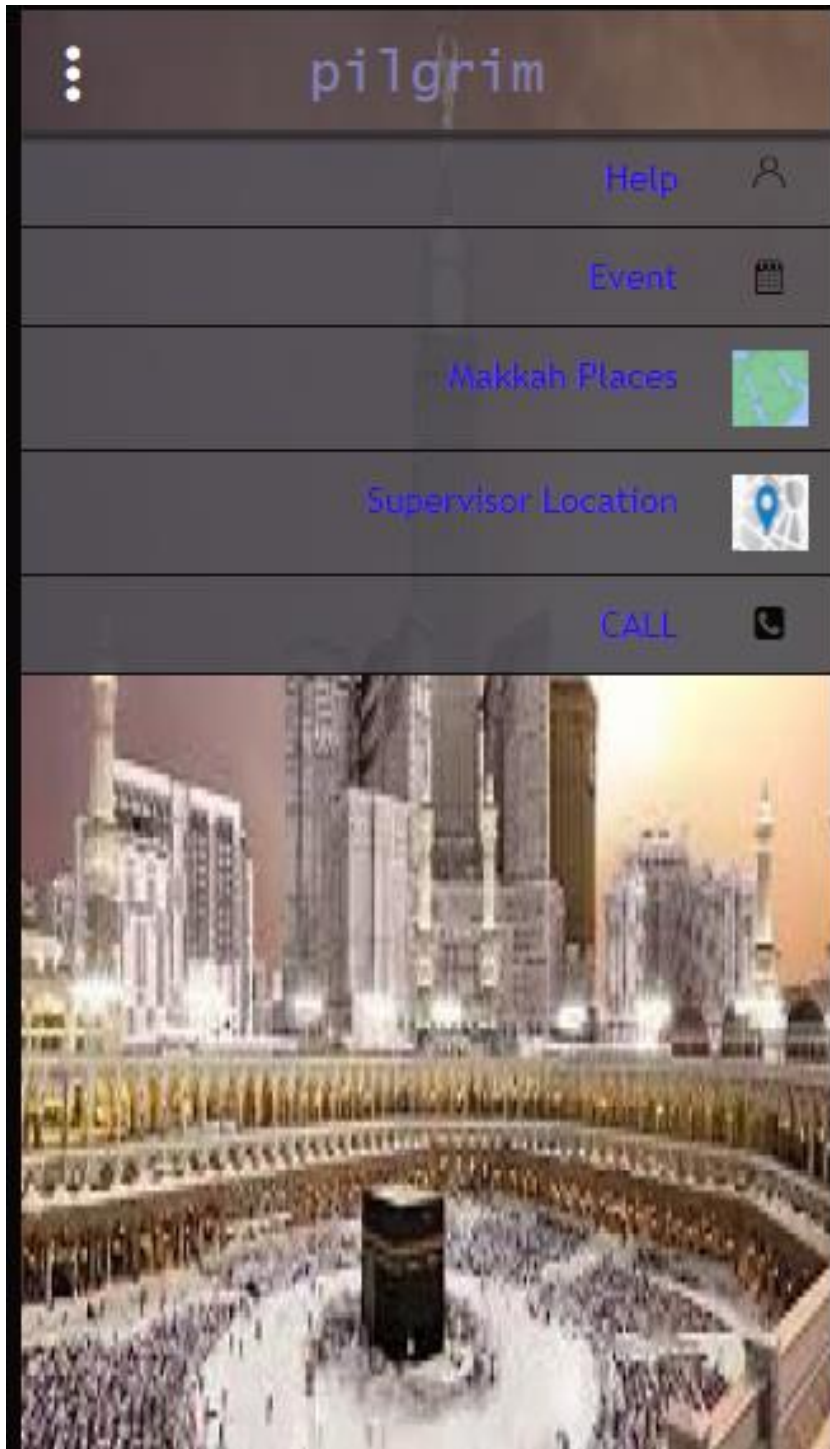 pilgrim
Help
Event
Makkah Places
Supervisor Location
CALL